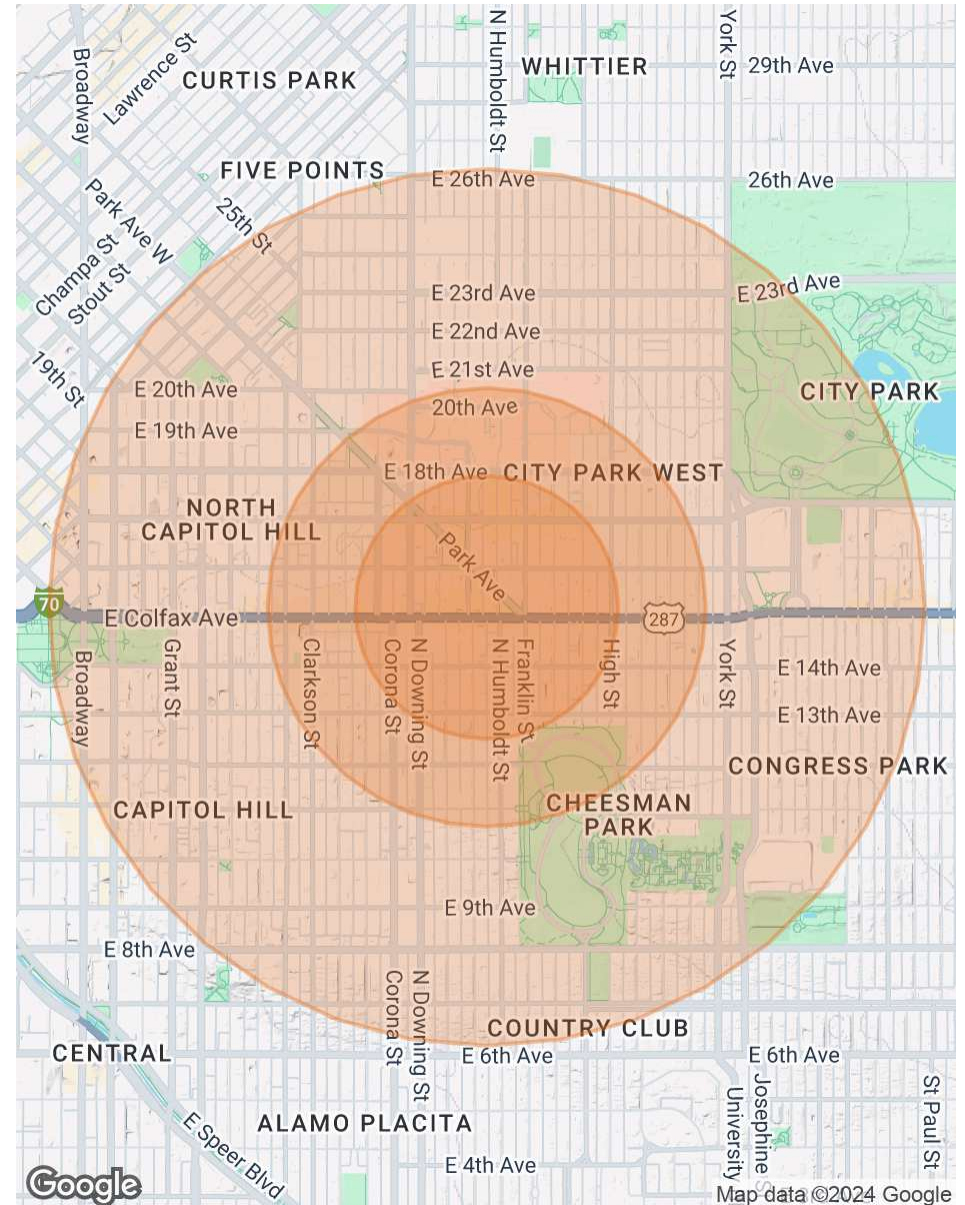 Broadway
Lawrence St
CURTIS PARK
N Humboldt St
WHITTIER
York St
29th Ave
FIVE POINTS
E 26th Ave
26th Ave
Park Ave W
25th St
Champa St
Stout St
E 23rd Ave
E 23rd Ave
E 22nd Ave
19th St
E 21st Ave
E 20th Ave
20th Ave
CITY PARK
E 19th Ave
E 18th Ave
CITY PARK WEST
NORTH
CAPITOL HILL
Park Ave
70
E Colfax Ave
287
Broadway
Grant St
Clarkson St
Corona St
N Downing St
N Humboldt St
Franklin St
High St
York St
E 14th Ave
E 13th Ave
CONGRESS PARK
CAPITOL HILL
CHEESMAN
PARK
E 9th Ave
E 8th Ave
Corona St
N Downing St
COUNTRY CLUB
CENTRAL
E 6th Ave
E 6th Ave
University
Josephine S
St Paul St
ALAMO PLACITA
E Speer Blvd
E 4th Ave
Google
Map data ©2024 Google